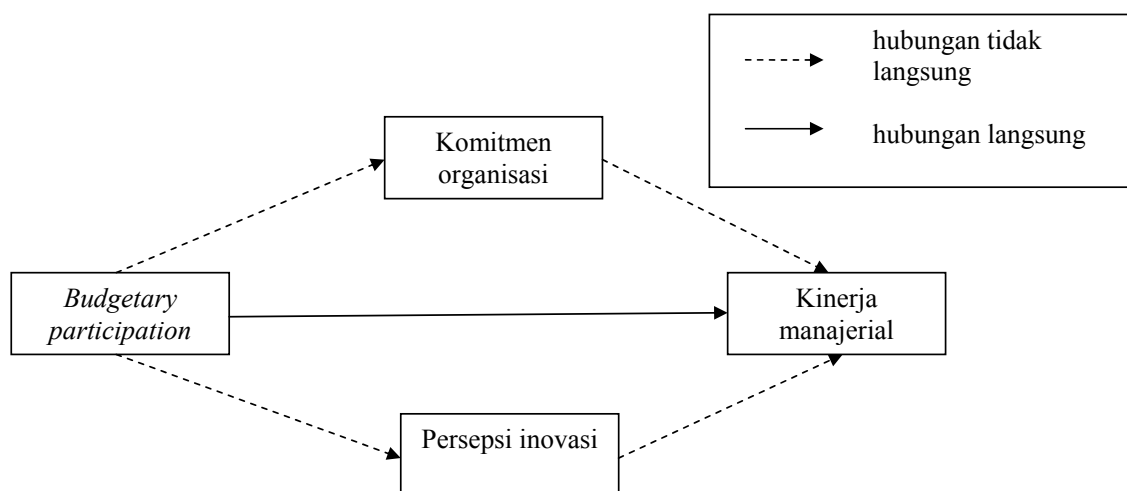 hubungan tidak
langsung
hubungan langsung
Komitmen
organisasi
Budgetary
participation
Kinerja
manajerial
Persepsi inovasi